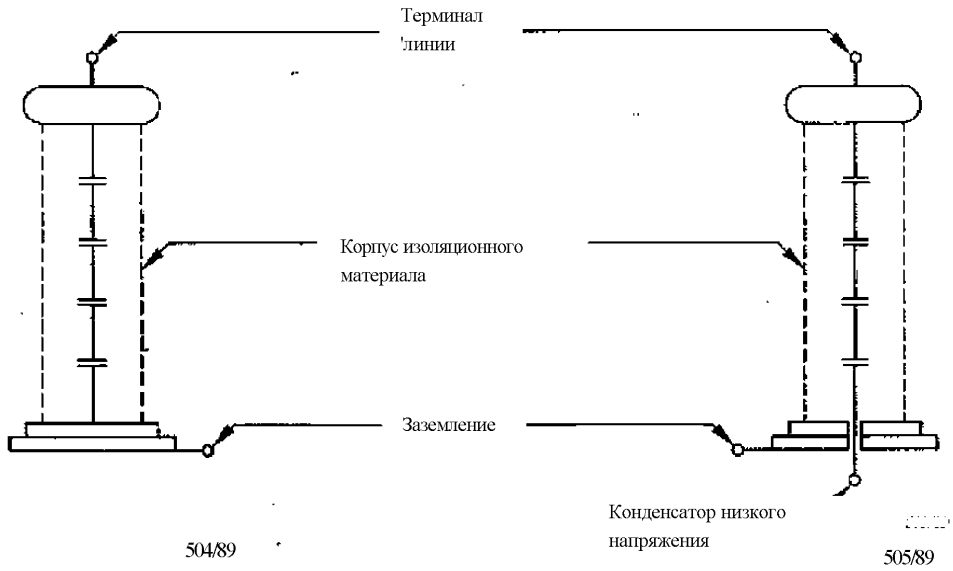 Терминал
линии
Корпус изоляционного
материала
Заземление
Конденсатор низкого
напряжения
504/89
505/89